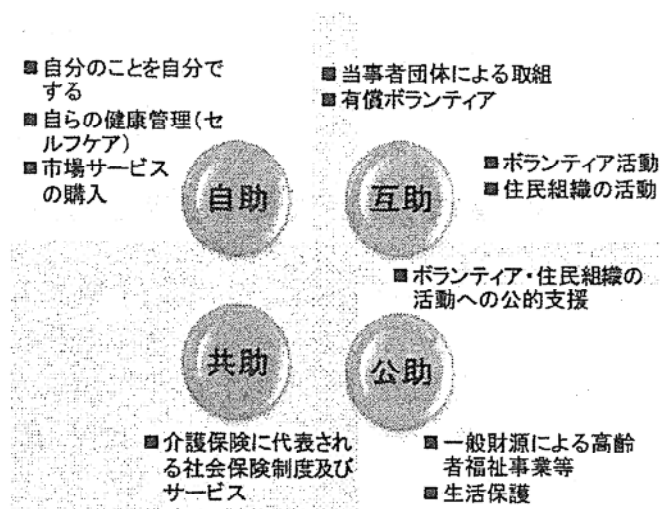 ■自分のことを自分で
する
■自らの健康管理(セ
ルフケア)
■市場サービス
の購入
■当事者団体による取組
■有償ボランティア
自助
互助
■ボランティア活動
■住民組織の活動
■ボランティア・住民組織の
活動への公的支援
共助
公助
■介護保険に代表され
る社会保険制度及び
サービス
■一般財源による高齢
者福祉事業等
■生活保護